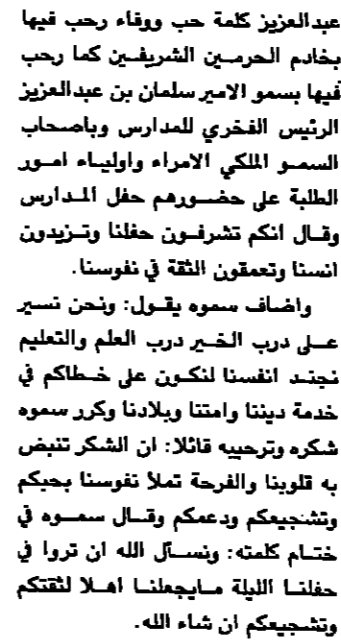 عبدالعزيز كلمة حب ووفاء رحب فيها
بخادم الحرمين الشريفين كما رحب
فيها بسمو الامير سلمان بن عبدالعزيز
الرئيس الفخري للمدارس وباصحاب
السمو الملكي الامراء واولياء امور
الطلبة على حضورهم حفل المدارس
وقال انكم تشرفون حفلنا وتزيدون
انسنا وتعمقون الثقة في نفوسنا.
واضاف سموه يقول: ونحن نسير
على درب الخير درب العلم والتعليم
نجند انفسنا لنكون على خطاكم في
خدمة ديننا وامتنا وبلادنا وكرر سموه
شكره وترحيبه قائلا: ان الشكر تنبض
به قلوبنا والفرحة تملأ نفوسنا بحبكم
وتشجيعكم ودعمكم وقال سموه في
ختام كلمته: ونسأل الله ان تروا في
حفلنا الليلة مايجعلنا اهلا لثقتكم
وتشجيعكم ان شاء الله.